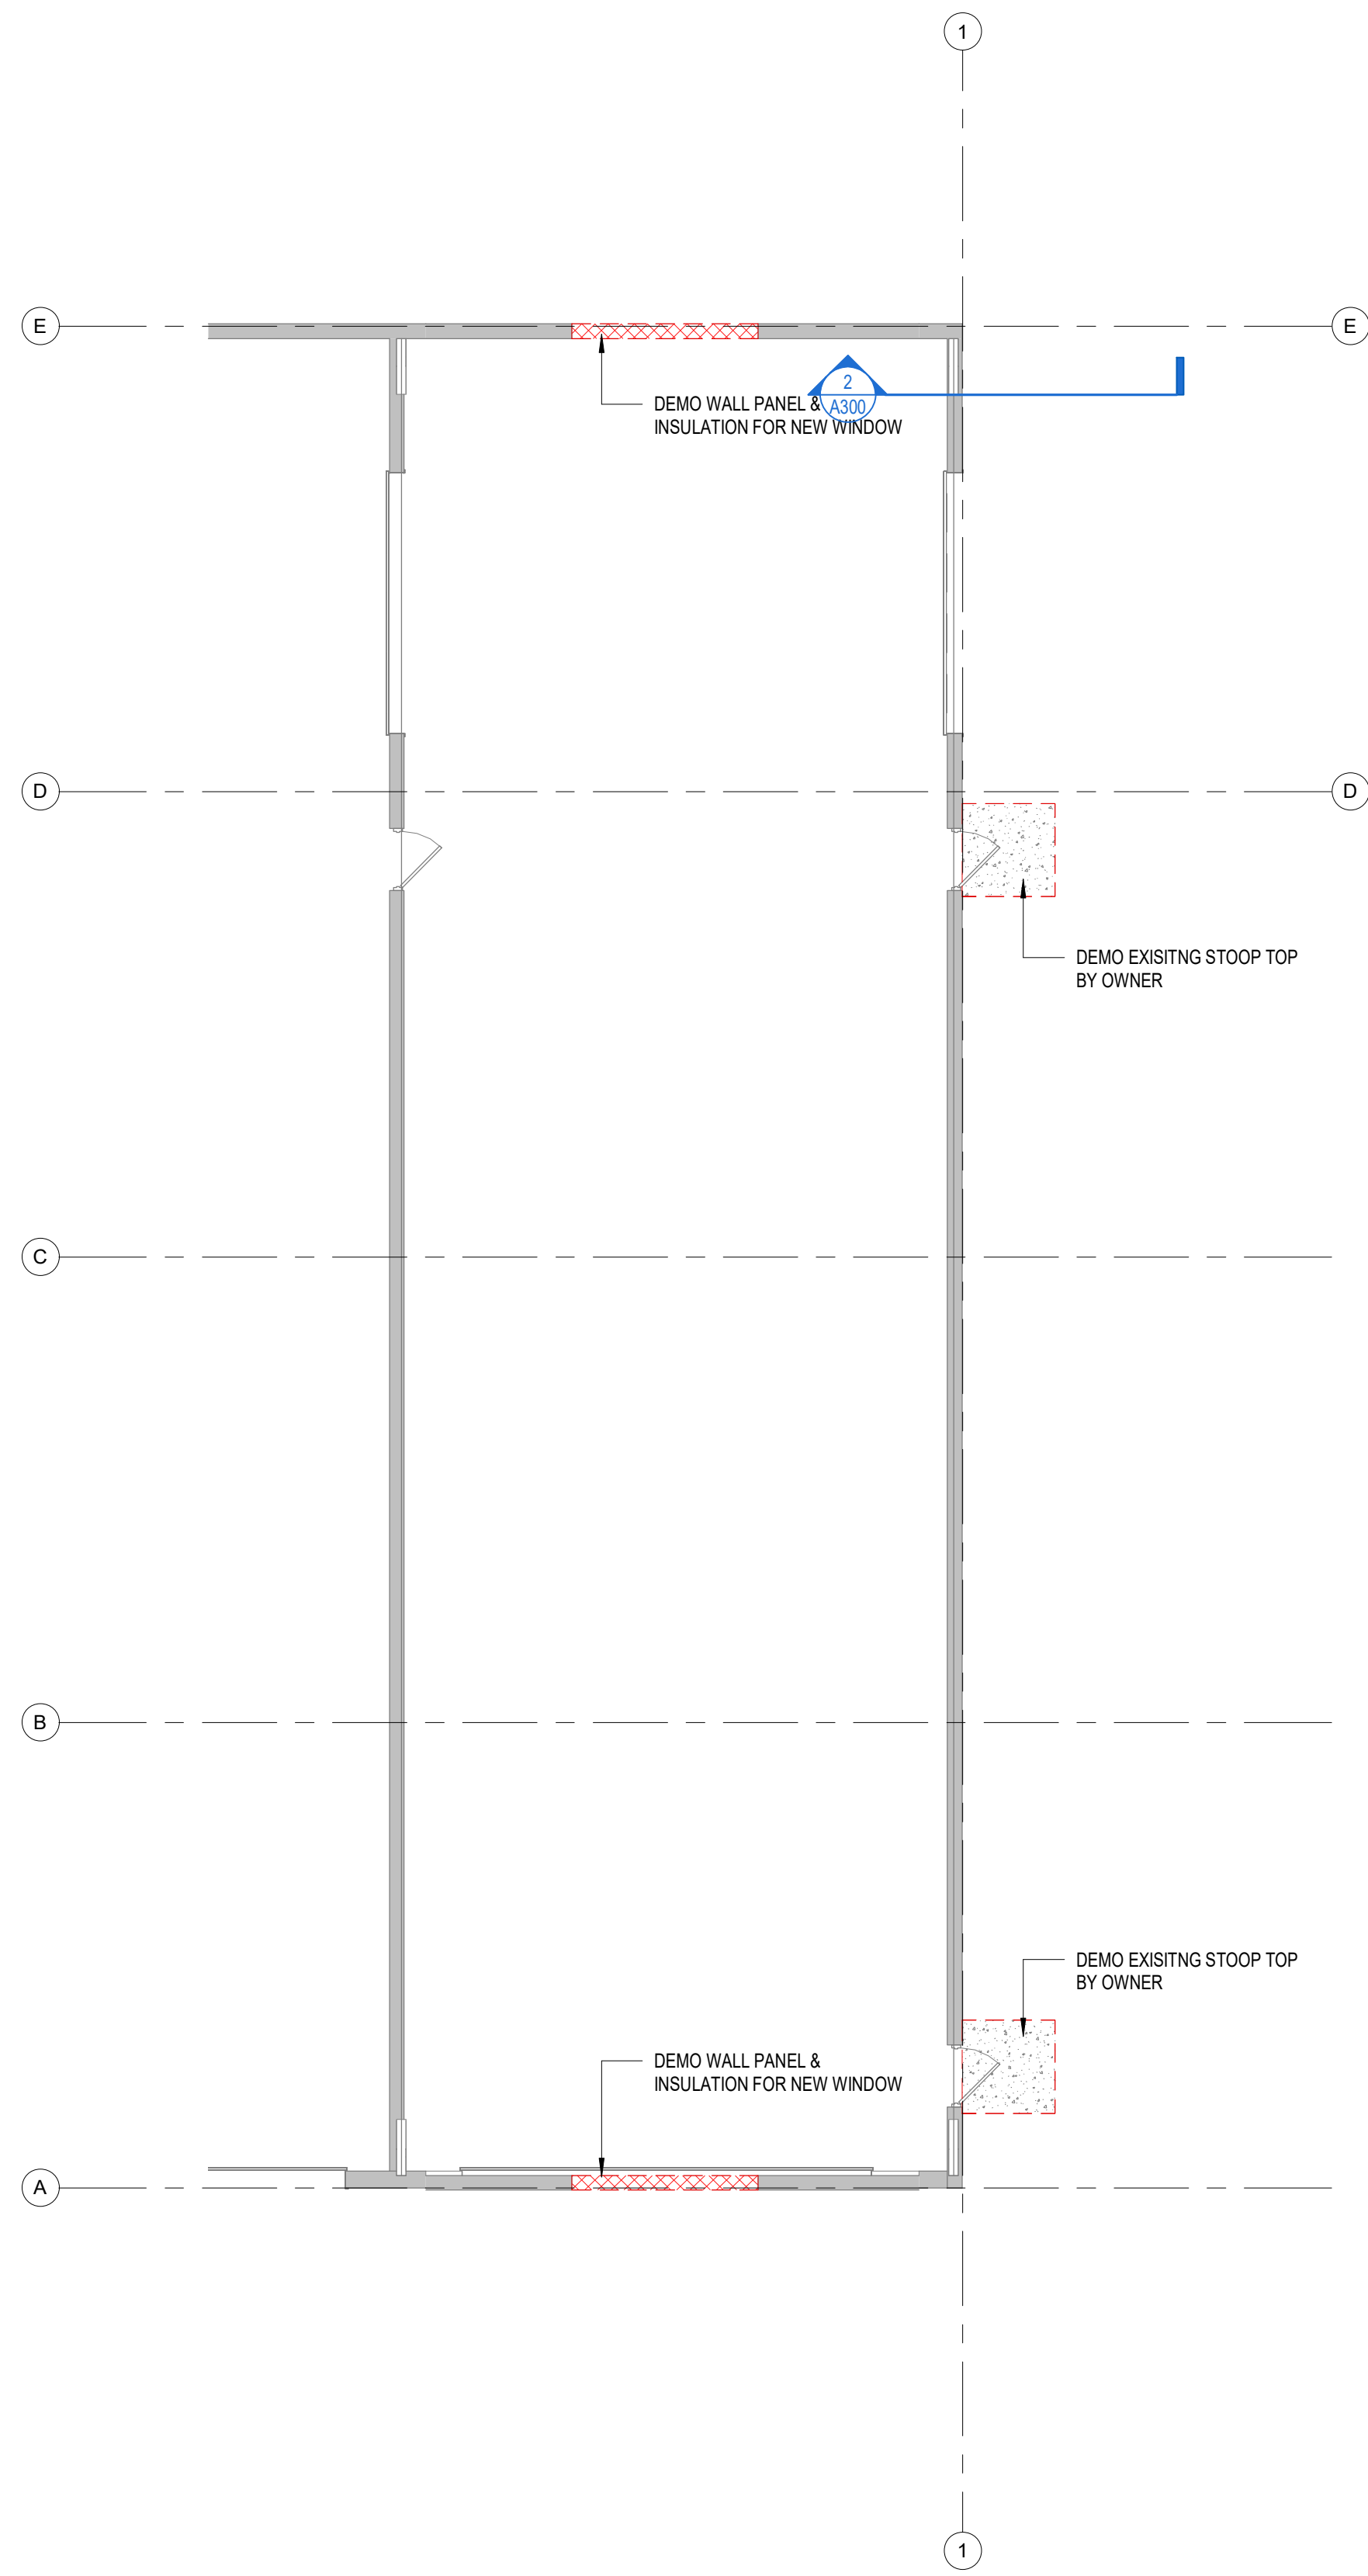 1
E
E
DEMO WALL PANEL &
INSULATION FOR NEW WINDOW
2
A300
D
D
DEMO EXISITNG STOOP TOP
BY OWNER
C
B
DEMO EXISITNG STOOP TOP
BY OWNER
DEMO WALL PANEL &
INSULATION FOR NEW WINDOW
A
1